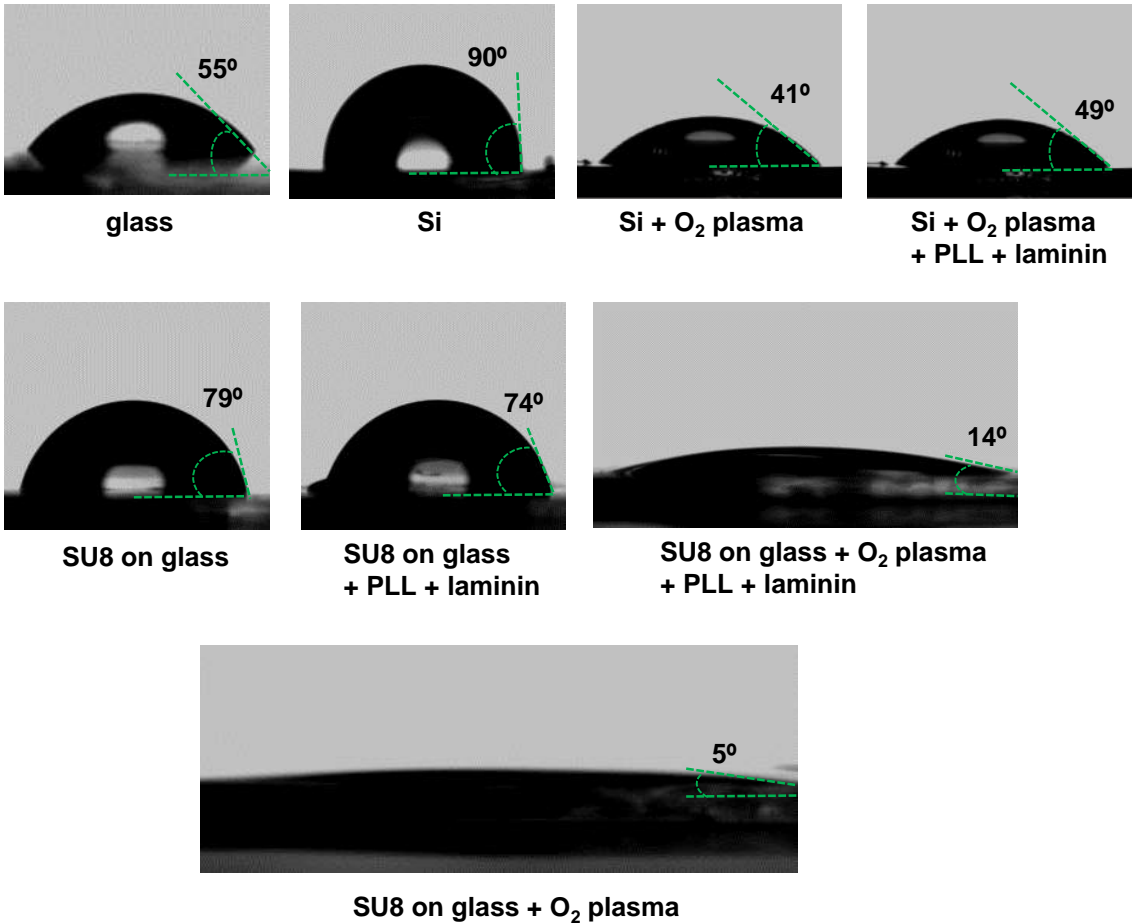 55º
90º
41º
49º
glass
Si
Si + O₂ plasma
Si + O₂ plasma
+ PLL + laminin
79º
74º
14º
SU8 on glass
SU8 on glass
+ PLL + laminin
SU8 on glass + O₂ plasma
+ PLL + laminin
5º
SU8 on glass + O₂ plasma